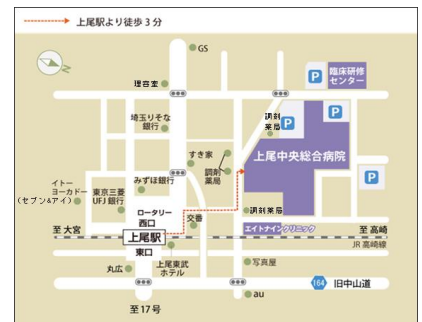 上尾駅より徒歩3分
GS
臨床研修
センター
P
P
理容室
調剤
薬局
P
埼玉りそな
銀行
上尾中央総合病院
すき家
調剤
薬局
P
みずほ銀行
イトー
ヨーカドー
(セブン&アイ)
東京三菱
UFJ銀行
ロータリー
西口
交番
調剤薬局
エイトナインクリニック
至大宮
上尾駅
至高崎
JR高崎線
東口
上尾東武
ホテル
丸広
写真屋
164 旧中山道
au
至17号
N